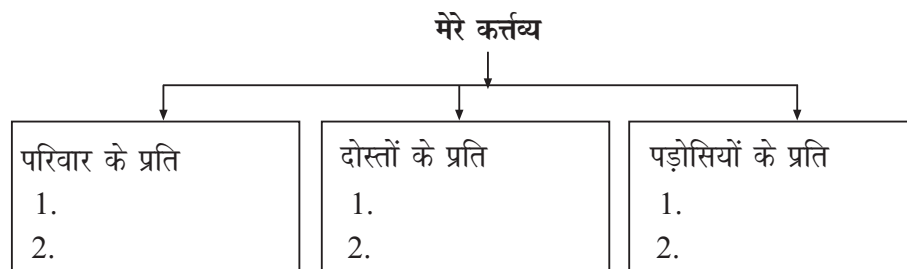 मेरे कर्त्तव्य
परिवार के प्रति
1.
2.
दोस्तों के प्रति
1.
2.
पड़ोसियों के प्रति
1.
2.